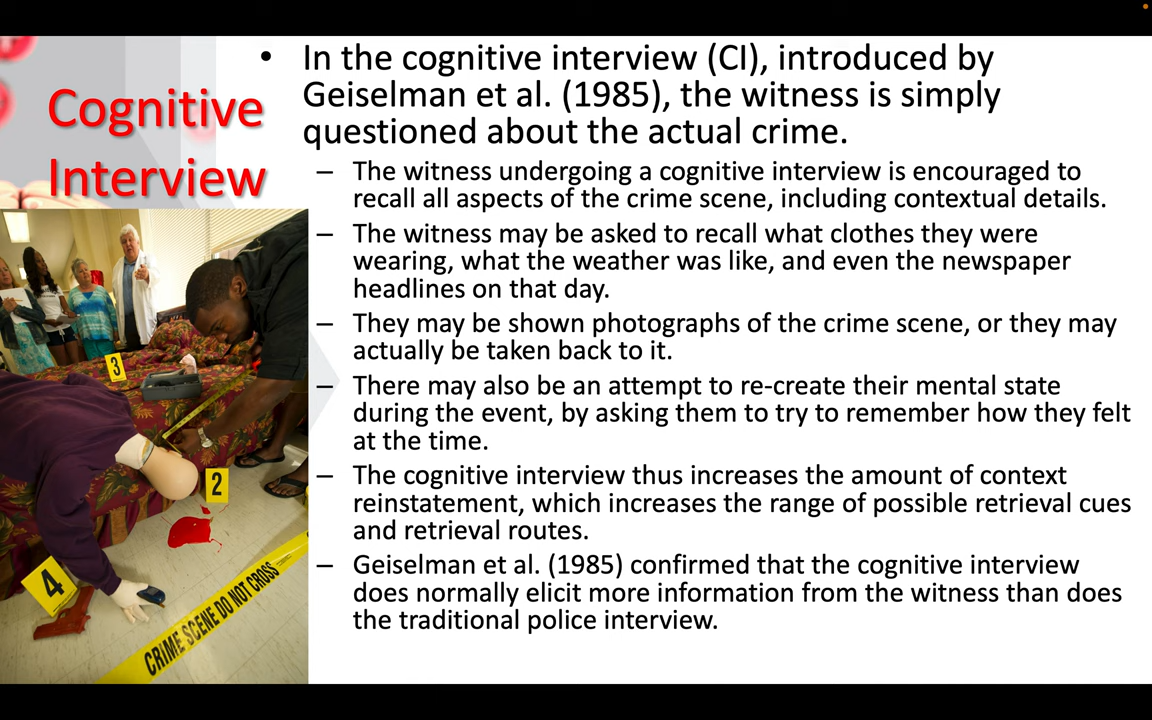 Cognitive
Interview
• In the cognitive interview (CI), introduced by
Geiselman et al. (1985), the witness is simply
questioned about the actual crime.
– The witness undergoing a cognitive interview is encouraged to
recall all aspects of the crime scene, including contextual details.
– The witness may be asked to recall what clothes they were
wearing, what the weather was like, and even the newspaper
headlines on that day.
– They may be shown photographs of the crime scene, or they may
actually be taken back to it.
– There may also be an attempt to re-create their mental state
during the event, by asking them to try to remember how they felt
at the time.
– The cognitive interview thus increases the amount of context
reinstatement, which increases the range of possible retrieval cues
and retrieval routes.
– Geiselman et al. (1985) confirmed that the cognitive interview
does normally elicit more information from the witness than does
the traditional police interview.
3
2
4
CRIME SCENE DO NOT CROSS